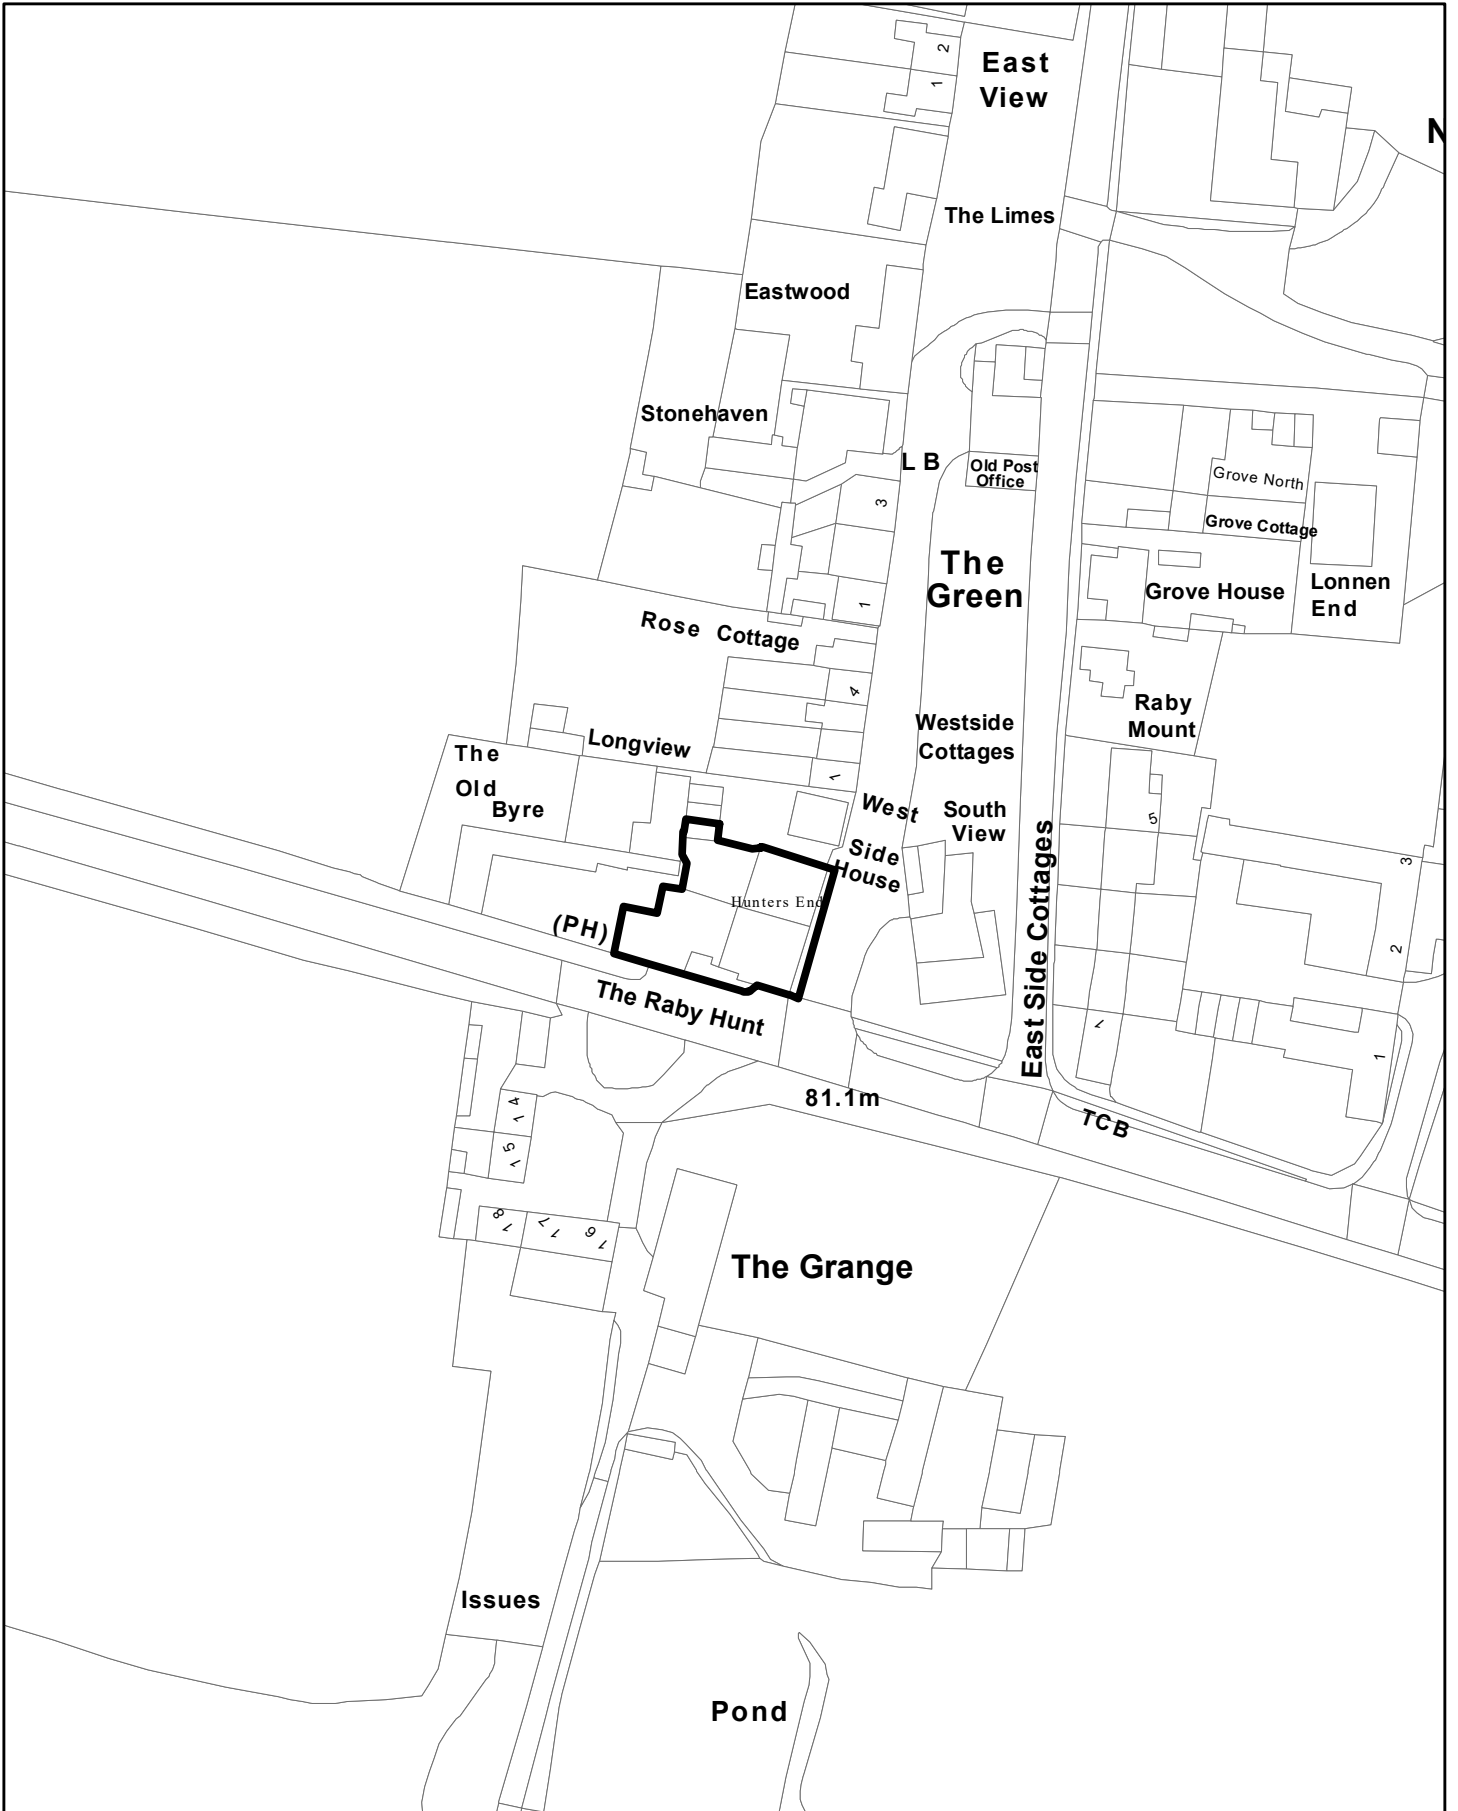 2
1
East
View
N
The Limes
Eastwood
Stonehaven
L B
Old Post
Office
Grove North
Grove Cottage
3
The
Green
Grove House
Lonnen
End
1
Rose Cottage
4
Raby
Mount
Westside
Cottages
Longview
The
Old
Byre
1
West
Side
House
South
View
5
3
East Side Cottages
Hunters End
(PH)
2
The Raby Hunt
1
1
81.1m
TCB
14
15
18
17
16
The Grange
Issues
Pond